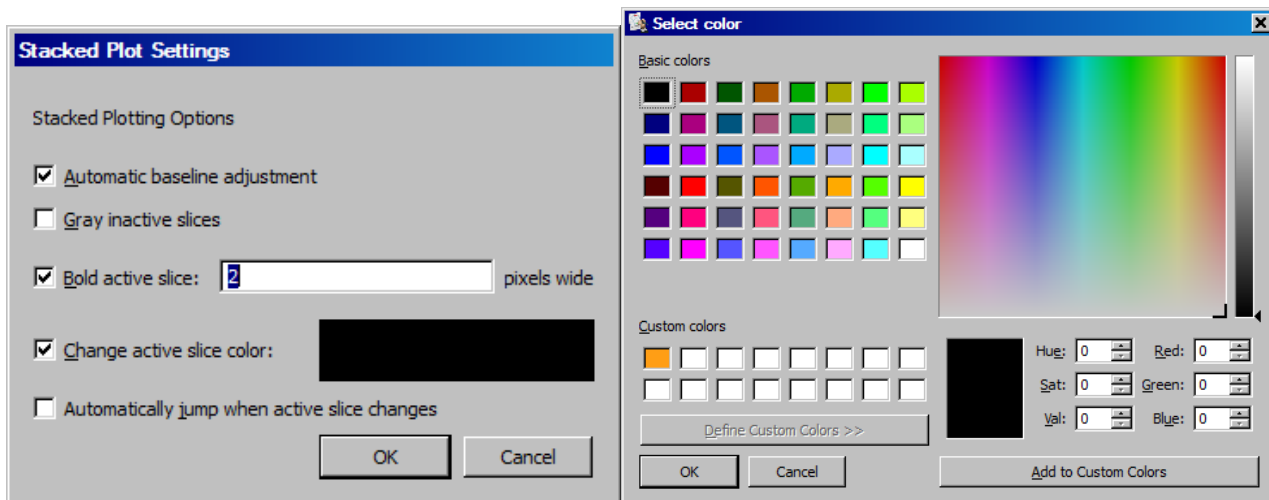 Stacked Plot Settings
Stacked Plotting Options
Automatic baseline adjustment
Gray inactive slices
Bold active slice: 2 pixels wide
Change active slice color:
Automatically jump when active slice changes
OK Cancel
Select color
Basic colors
Custom colors
Hue: 0 Red: 0
Sat: 0 Green: 0
Val: 0 Blue: 0
Define Custom Colors >>
OK Cancel Add to Custom Colors